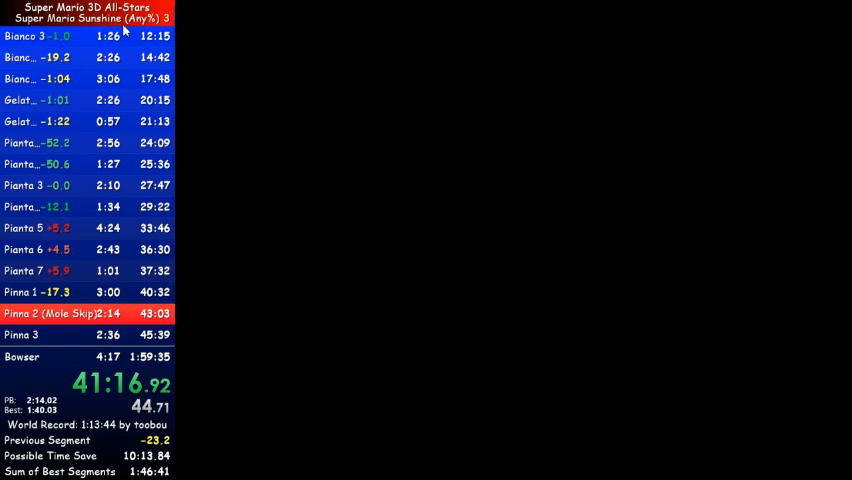 Super Mario 3D All-Stars
Super Mario Sunshine (Any%) 3
Bianco 3 -1.0 1:26 12:15
Bianc... -19.2 2:26 14:42
Bianc... -1:04 3:06 17:48
Gelat... -1:01 2:26 20:15
Gelat... -1:22 0:57 21:13
Pianta...-52.2 2:56 24:09
Pianta...-50.6 1:27 25:36
Pianta 3 -0.0 2:10 27:47
Pianta...-12.1 1:34 29:22
Pianta 5 +5.2 4:24 33:46
Pianta 6 +4.5 2:43 36:30
Pianta 7 +5.9 1:01 37:32
Pinna 1 -17.3 3:00 40:32
Pinna 2 (Mole Skip) 2:14 43:03
Pinna 3 2:36 45:39
Bowser 4:17 1:59:35
41:16.92
PB: 2:14.02
Best: 1:40.03
44.71
World Record: 1:13:44 by toobou
Previous Segment -23.2
Possible Time Save 10:13.84
Sum of Best Segments 1:46:41